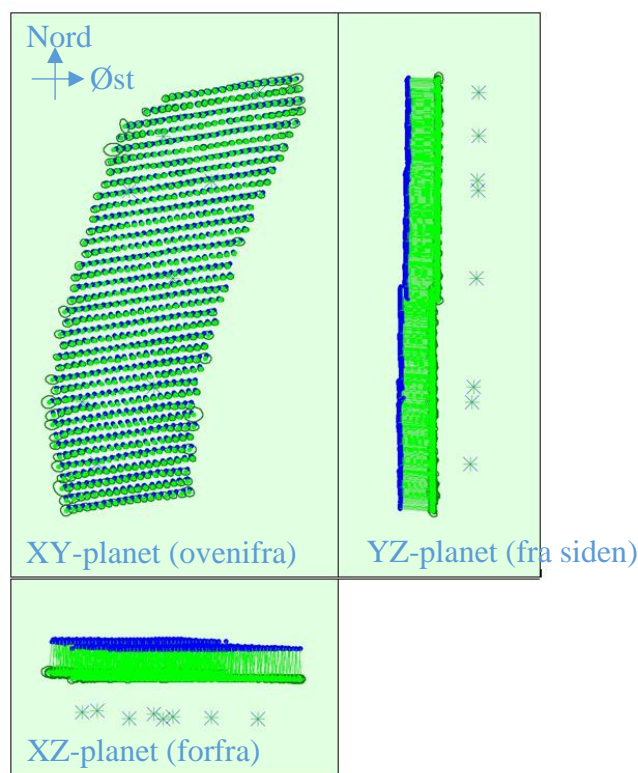 Nord
Øst
XY-planet (ovenifra)
YZ-planet (fra siden)
XZ-planet (forfra)